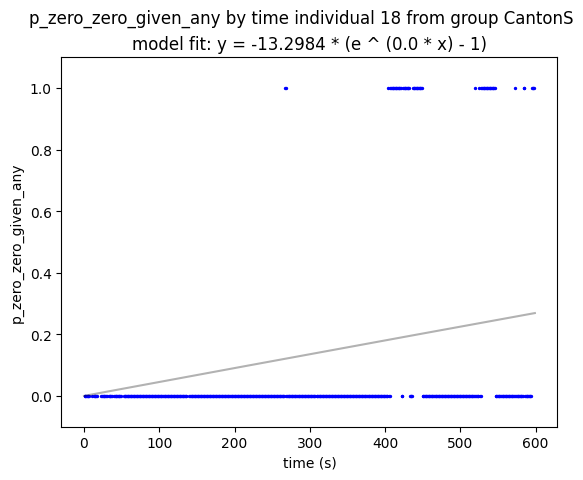 p_zero_zero_given_any by time individual 18 from group CantonS
model fit: y = -13.2984 * (e ^ (0.0 * x) - 1)
1.0
0.8
0.6
0.4
0.2
0.0
p_zero_zero_given_any
0 100 200 300 400 500 600
time (s)